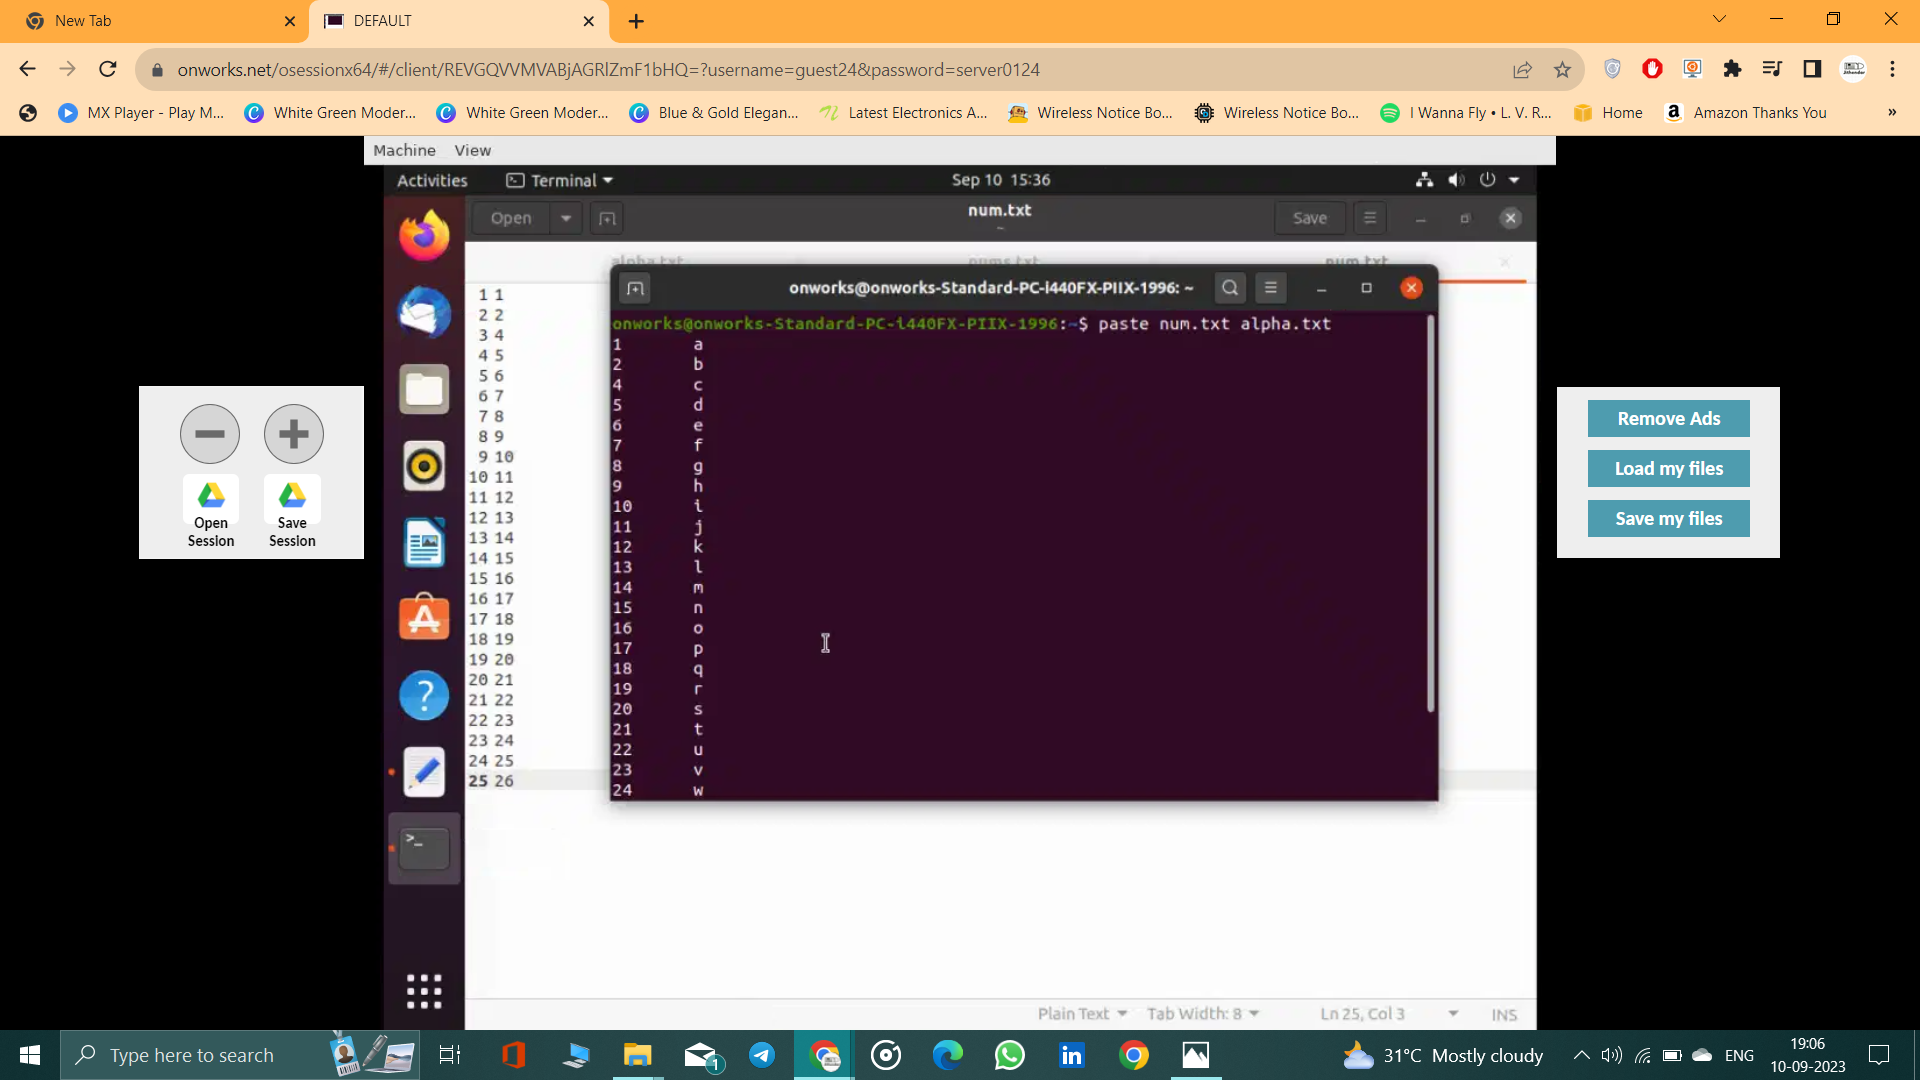 New Tab
DEFAULT
onworks.net/osessionx64/#/client/REVGQVVMVABjAGRlZmF1bHQ=?username=guest24&password=server0124
MX Player - Play M... White Green Moder... White Green Moder... Blue & Gold Elegan... Latest Electronics A... Wireless Notice Bo... Wireless Notice Bo... I Wanna Fly • L. V. R... Home Amazon Thanks You »
Machine View
Activities Terminal Sep 10 15:36
Open num.txt Save
~
alpha.txt nums.txt num.txt
onworks@onworks-Standard-PC-i440FX-PIIX-1996: ~
onworks@onworks-Standard-PC-i440FX-PIIX-1996:~$ paste num.txt alpha.txt
1 a
2 b
4 c
5 d
6 e
7 f
8 g
9 h
10 i
11 j
12 k
13 l
14 m
15 n
16 o
17 p
18 q
19 r
20 s
21 t
22 u
23 v
24 w
1 1
2 2
3 4
4 5
5 6
6 7
7 8
8 9
9 10
10 11
11 12
12 13
13 14
14 15
15 16
16 17
17 18
18 19
19 20
20 21
21 22
22 23
23 24
24 25
25 26
Open Session
Save Session
Remove Ads
Load my files
Save my files
Plain Text Tab Width: 8 Ln 25, Col 3 INS
Type here to search
1
31°C Mostly cloudy
ENG
19:06
10-09-2023